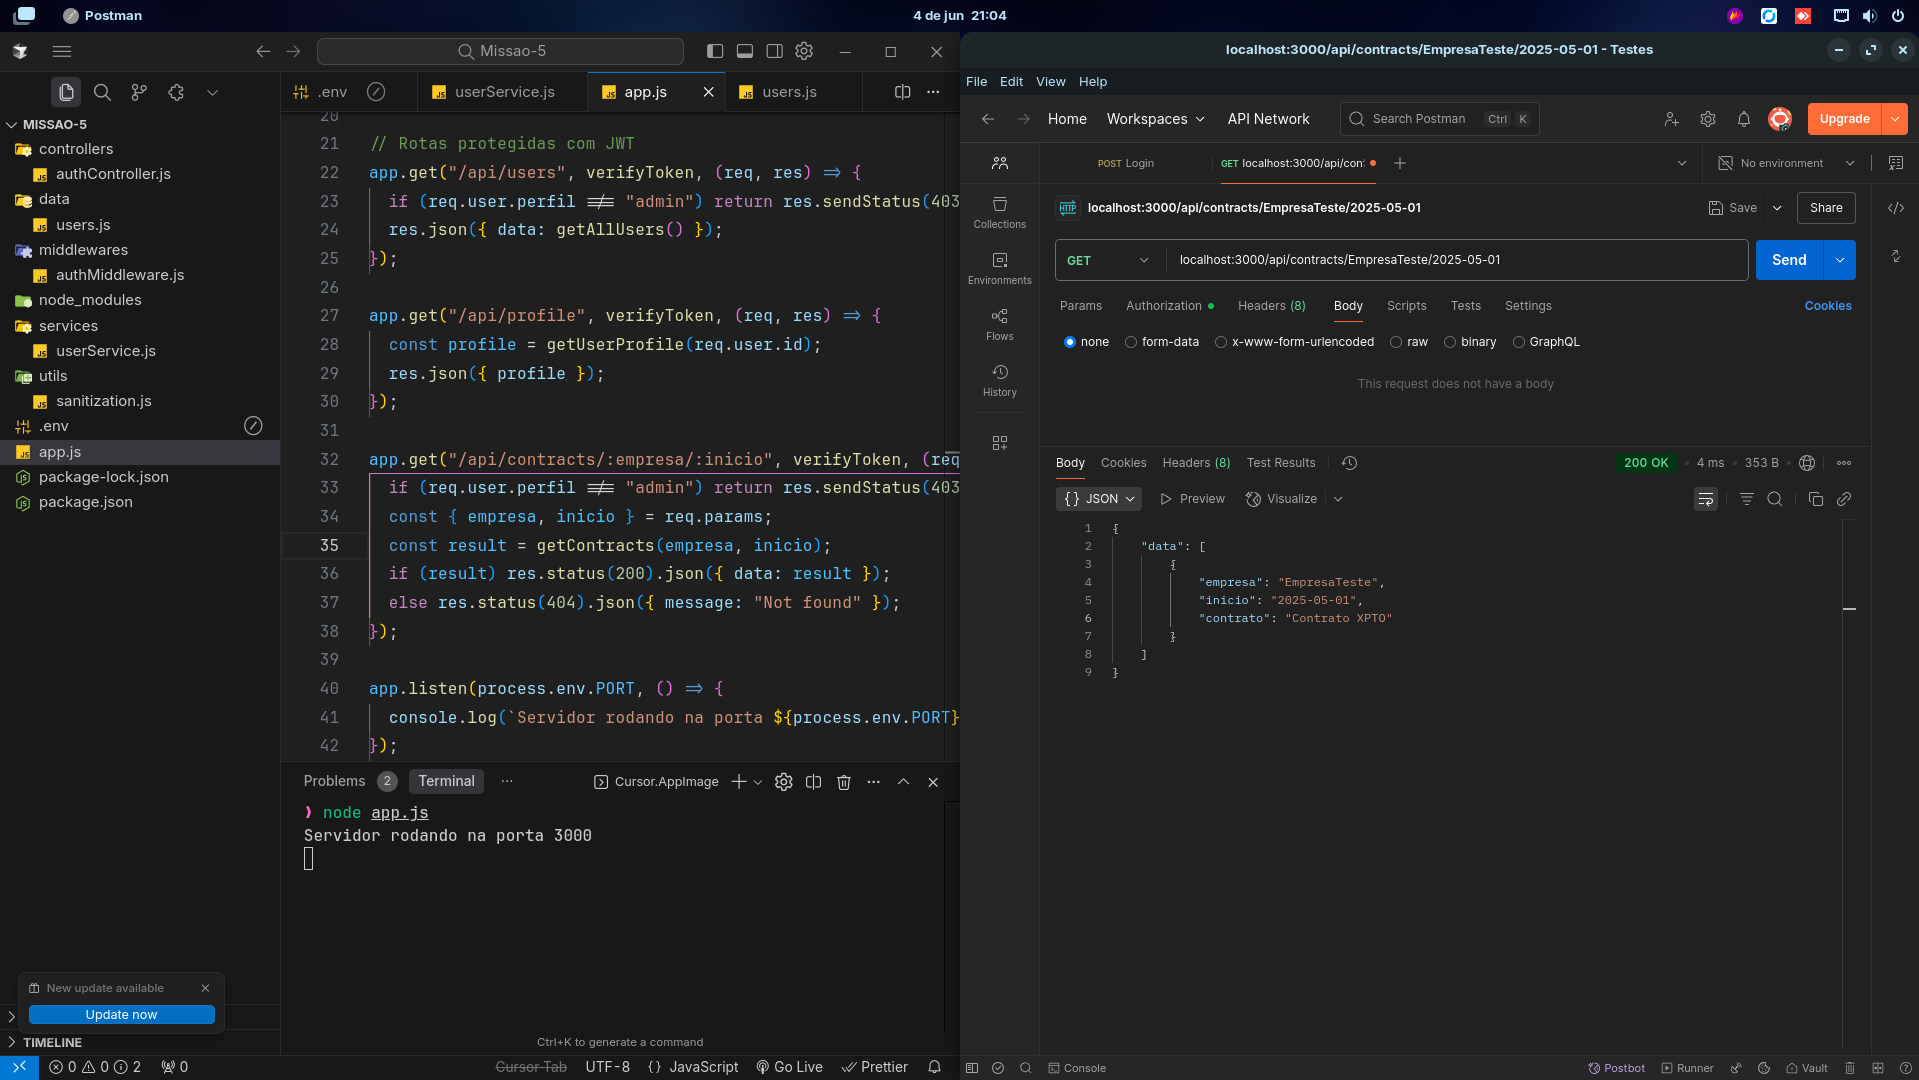 Postman
4 de jun 21:04
Missao-5
.env
userService.js
app.js
users.js
MISSAO-5
controllers
authController.js
data
users.js
middlewares
authMiddleware.js
node_modules
services
userService.js
utils
sanitization.js
.env
app.js
package-lock.json
package.json
New update available
Update now
TIMELINE
20
21 // Rotas protegidas com JWT
22 app.get("/api/users", verifyToken, (req, res) => {
23 if (req.user.perfil !== "admin") return res.sendStatus(403
24 res.json({ data: getAllUsers() });
25 });
26
27 app.get("/api/profile", verifyToken, (req, res) => {
28 const profile = getUserProfile(req.user.id);
29 res.json({ profile });
30 });
31
32 app.get("/api/contracts/:empresa/:inicio", verifyToken, (req
33 if (req.user.perfil !== "admin") return res.sendStatus(403
34 const { empresa, inicio } = req.params;
35 const result = getContracts(empresa, inicio);
36 if (result) res.status(200).json({ data: result });
37 else res.status(404).json({ message: "Not found" });
38 });
39
40 app.listen(process.env.PORT, () => {
41 console.log(`Servidor rodando na porta ${process.env.PORT}
42 });
Problems 2 Terminal ··· Cursor.AppImage
❯ node app.js
Servidor rodando na porta 3000
Ctrl+K to generate a command
0 0 2 0 Cursor Tab UTF-8 {} JavaScript Go Live Prettier
localhost:3000/api/contracts/EmpresaTeste/2025-05-01 - Testes
File Edit View Help
Home Workspaces API Network Search Postman Ctrl K Upgrade
POST Login GET localhost:3000/api/con No environment
HTTP localhost:3000/api/contracts/EmpresaTeste/2025-05-01 Save Share
GET localhost:3000/api/contracts/EmpresaTeste/2025-05-01 Send
Params Authorization Headers (8) Body Scripts Tests Settings Cookies
none form-data x-www-form-urlencoded raw binary GraphQL
This request does not have a body
Collections
Environments
Flows
History
Body Cookies Headers (8) Test Results 200 OK • 4 ms • 353 B
{} JSON Preview Visualize
1 {
2 "data": [
3 {
4 "empresa": "EmpresaTeste",
5 "inicio": "2025-05-01",
6 "contrato": "Contrato XPTO"
7 }
8 ]
9 }
Console Postbot Runner Vault